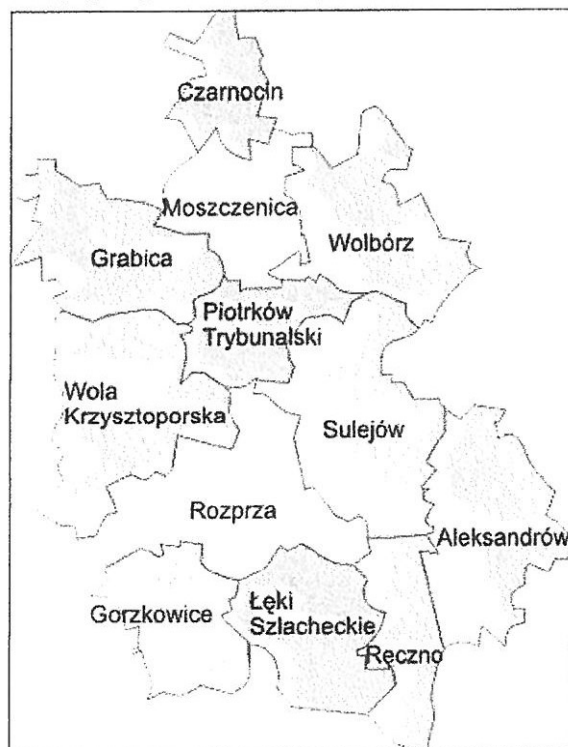 Czarnocin
Moszczenica
Wolbórz
Grabica
Piotrków
Trybunalski
Wola
Krzysztoporska
Sulejów
Rozprza
Aleksandrów
Gorzkowice
Łęki
Szlacheckie
Ręczno